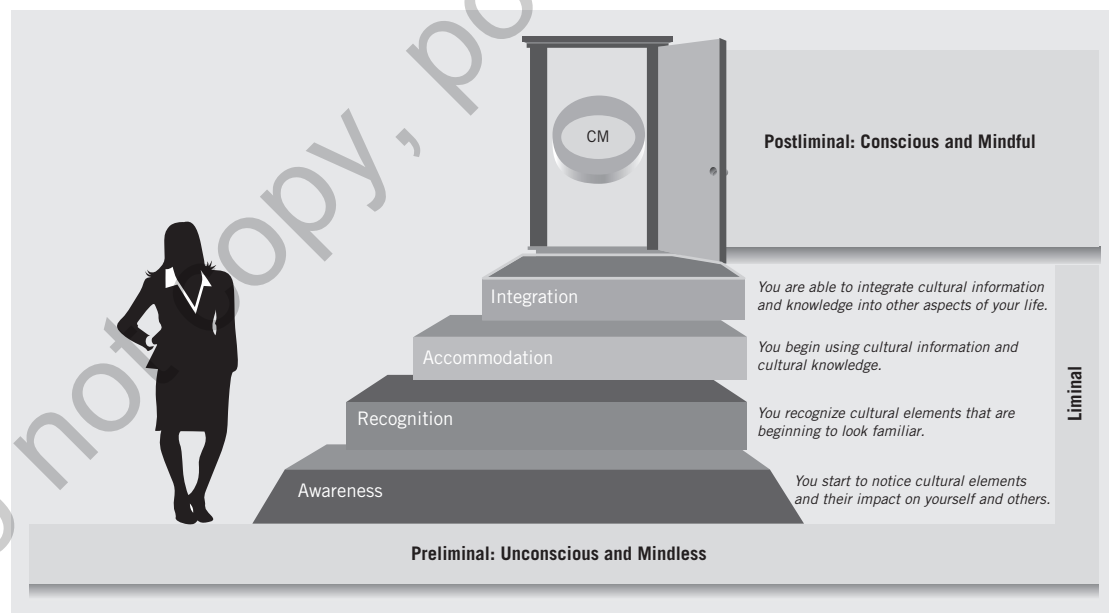 not copy, po
CM
Postliminal: Conscious and Mindful
Integration
You are able to integrate cultural information
and knowledge into other aspects of your life.
Accommodation
You begin using cultural information and
cultural knowledge.
Liminal
Recognition
You recognize cultural elements that are
beginning to look familiar.
Awareness
You start to notice cultural elements
and their impact on yourself and others.
Preliminal: Unconscious and Mindless